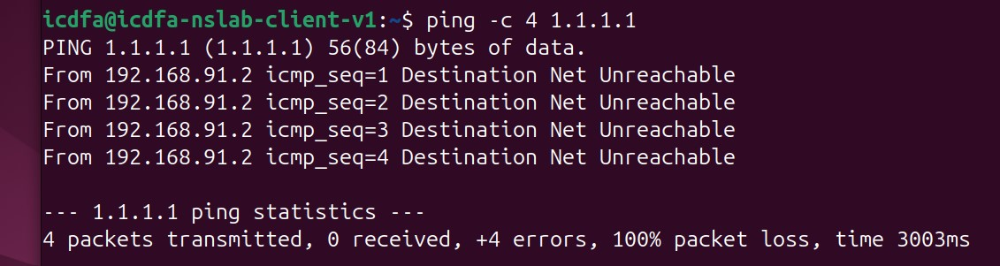 icdfa@icdfa-nslab-client-v1:~$ ping -c 4 1.1.1.1
PING 1.1.1.1 (1.1.1.1) 56(84) bytes of data.
From 192.168.91.2 icmp_seq=1 Destination Net Unreachable
From 192.168.91.2 icmp_seq=2 Destination Net Unreachable
From 192.168.91.2 icmp_seq=3 Destination Net Unreachable
From 192.168.91.2 icmp_seq=4 Destination Net Unreachable
--- 1.1.1.1 ping statistics ---
4 packets transmitted, 0 received, +4 errors, 100% packet loss, time 3003ms